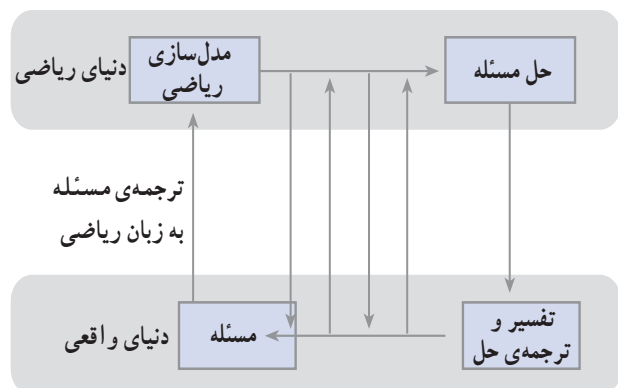 دنیای ریاضی
مدل‌سازی
ریاضی
حل مسئله
ترجمه‌ی مسئله
به زبان ریاضی
دنیای واقعی
مسئله
تفسیر و
ترجمه‌ی حل